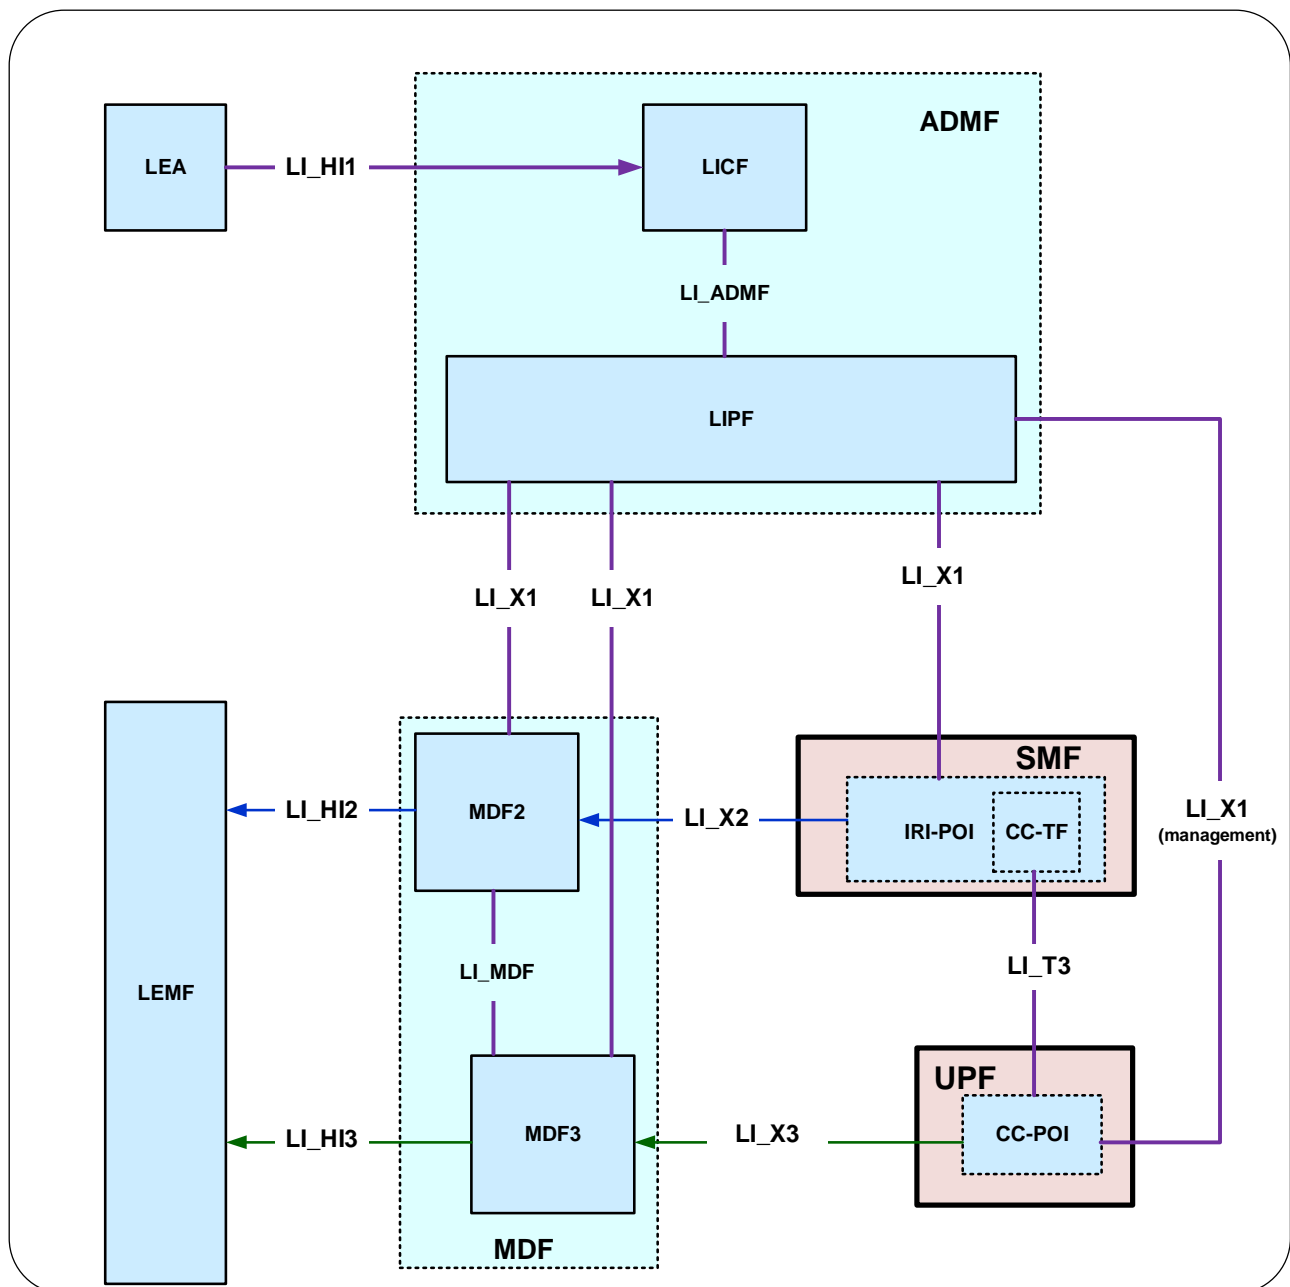 ADMF
LEA
LI_HI1
LICF
LI_ADMF
LIPF
LI_X1
LI_X1
LI_X1
SMF
LI_HI2
MDF2
LI_X2
IRI-POI
CC-TF
LI_X1
(management)
LI_MDF
LI_T3
LEMF
UPF
LI_HI3
MDF3
LI_X3
CC-POI
MDF